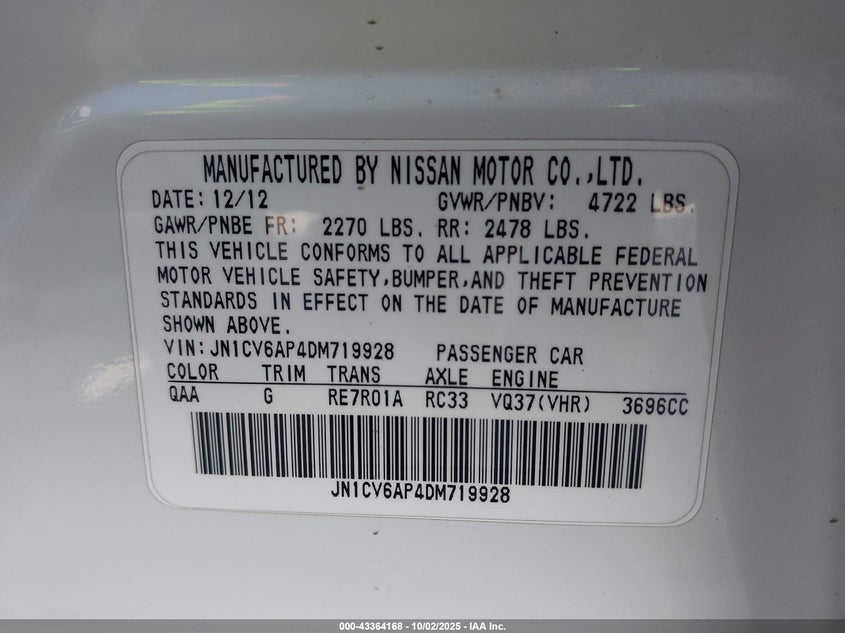 MANUFACTURED BY NISSAN MOTOR CO.,LTD.
DATE: 12/12 GVWR/PNBV: 4722 LBS.
GAWR/PNBE FR: 2270 LBS. RR: 2478 LBS.
THIS VEHICLE CONFORMS TO ALL APPLICABLE FEDERAL
MOTOR VEHICLE SAFETY,BUMPER,AND THEFT PREVENTION
STANDARDS IN EFFECT ON THE DATE OF MANUFACTURE
SHOWN ABOVE.
VIN: JN1CV6AP4DM719928 PASSENGER CAR
COLOR TRIM TRANS AXLE ENGINE
QAA G RE7R01A RC33 VQ37(VHR) 3696CC
JN1CV6AP4DM719928
000-43364168 - 10/02/2025 - IAA Inc.